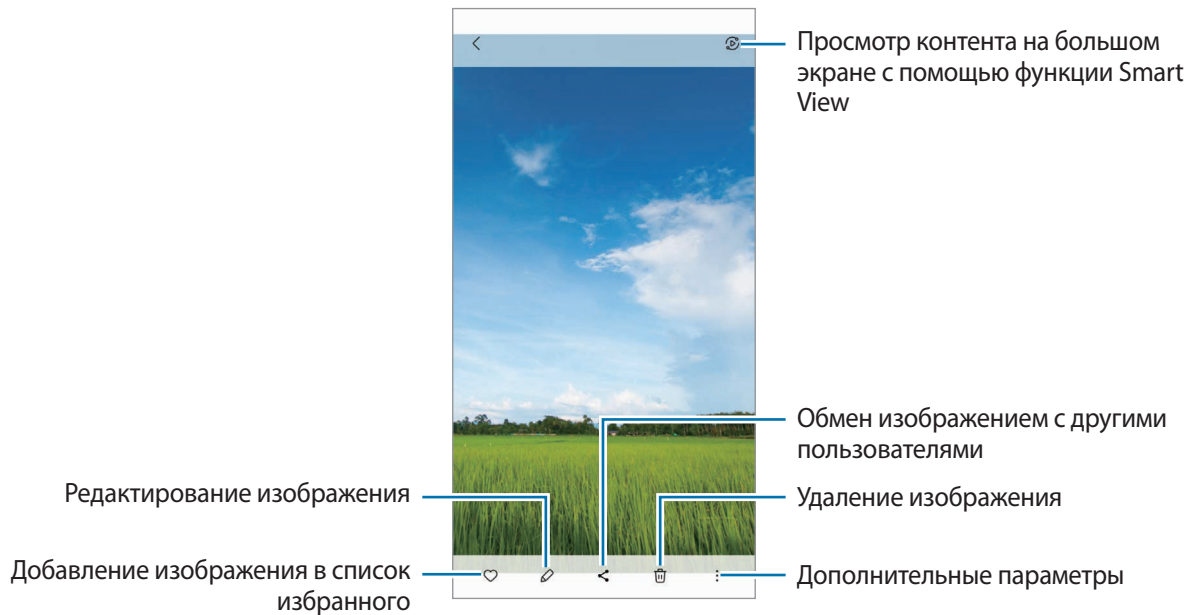 Просмотр контента на большом
экране с помощью функции Smart
View
Обмен изображением с другими
пользователями
Редактирование изображения
Удаление изображения
Добавление изображения в список
избранного
Дополнительные параметры